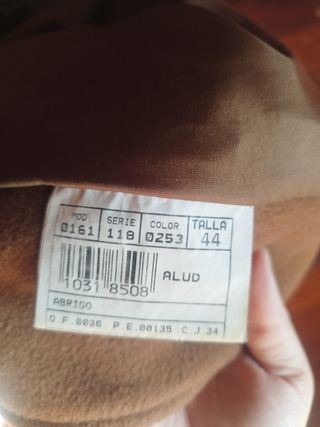 MOD SERIE COLOR TALLA
0161 118 0253 44
1031 8508 ALUD
ABRIGO
O.F.0036 P.E.00135 C.J 34